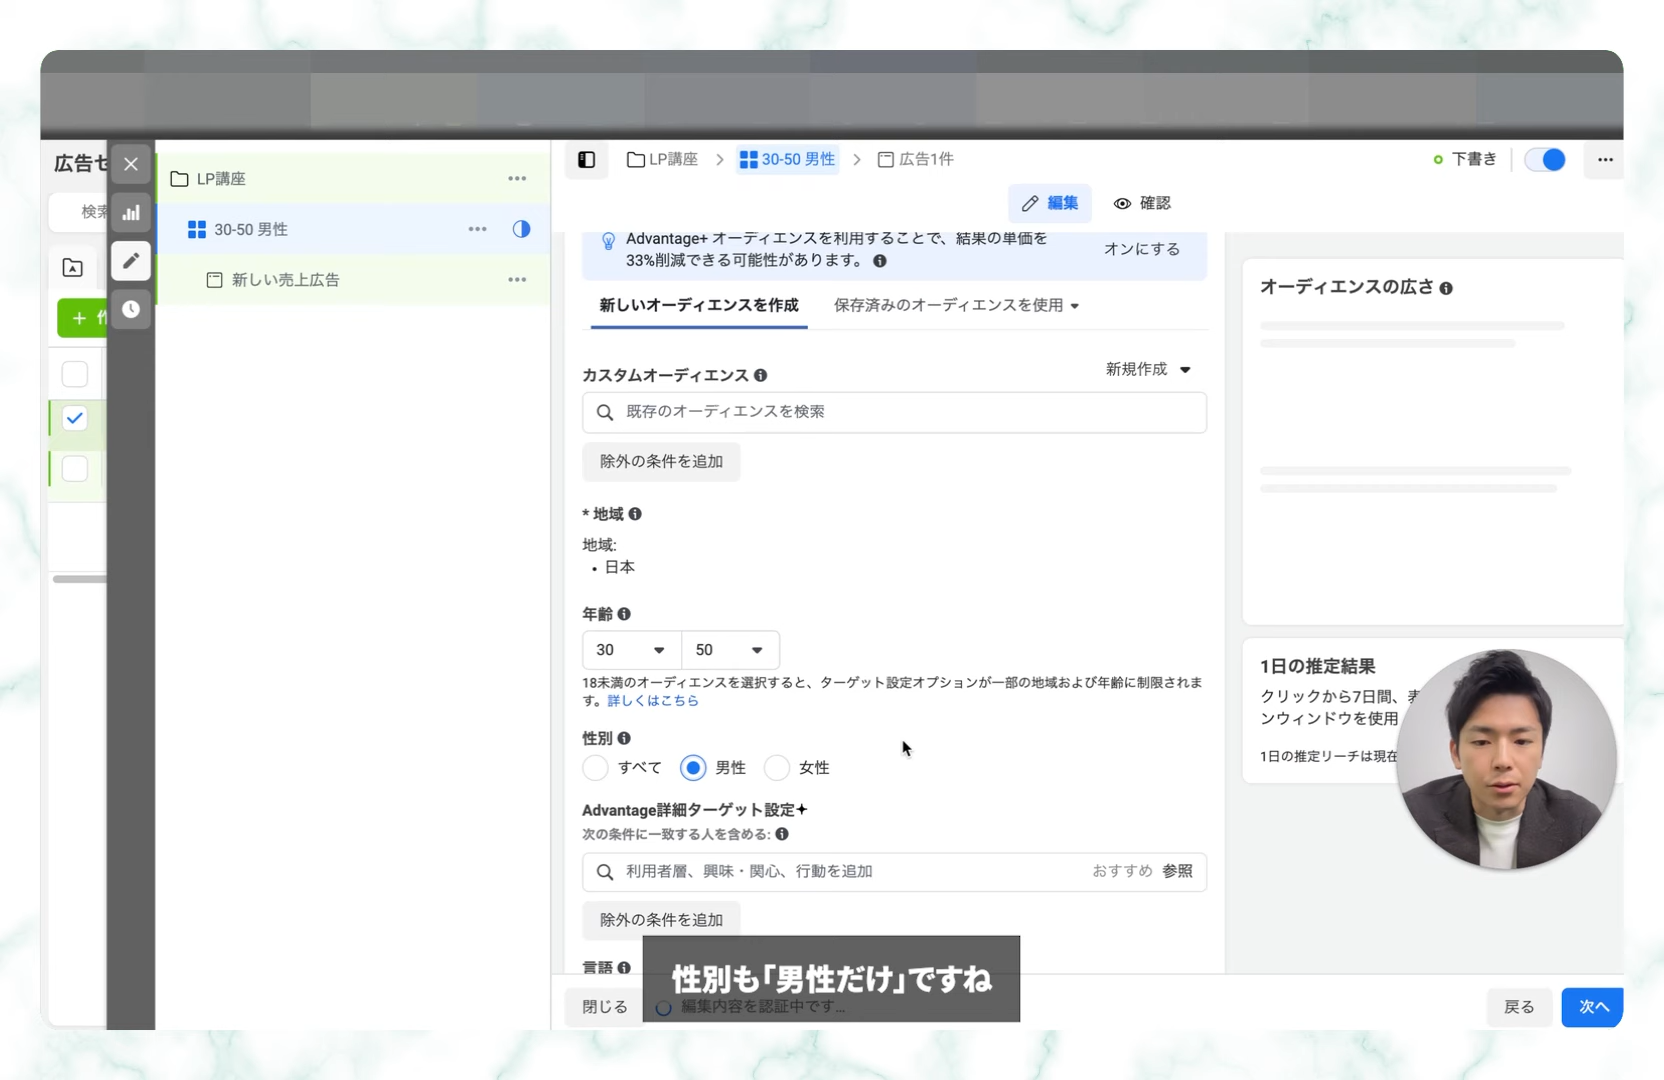 広告セ
検索
+ 作
LP講座
30-50 男性
新しい売上広告
LP講座 > 30-50 男性 > 広告1件
下書き
編集
確認
Advantage+ オーディエンスを利用することで、結果の単価を
33%削減できる可能性があります。
オンにする
新しいオーディエンスを作成
保存済みのオーディエンスを使用
カスタムオーディエンス
新規作成
既存のオーディエンスを検索
除外の条件を追加
* 地域
地域:
• 日本
年齢
30
50
18未満のオーディエンスを選択すると、ターゲット設定オプションが一部の地域および年齢に制限されま
す。詳しくはこちら
性別
すべて
男性
女性
Advantage詳細ターゲット設定
次の条件に一致する人を含める:
利用者層、興味・関心、行動を追加
おすすめ
参照
除外の条件を追加
言語
オーディエンスの広さ
1日の推定結果
クリックから7日間、表
ンウィンドウを使用
1日の推定リーチは現在
性別も「男性だけ」ですね
閉じる
編集内容を認証中です...
戻る
次へ